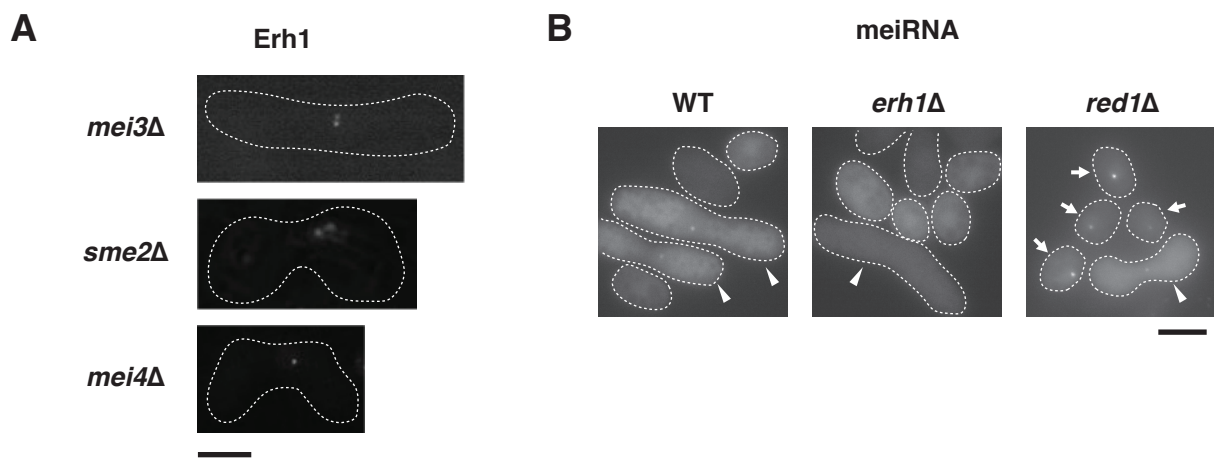 A
Erh1
mei3Δ
sme2Δ
mei4Δ
B
meiRNA
WT
erh1Δ
red1Δ